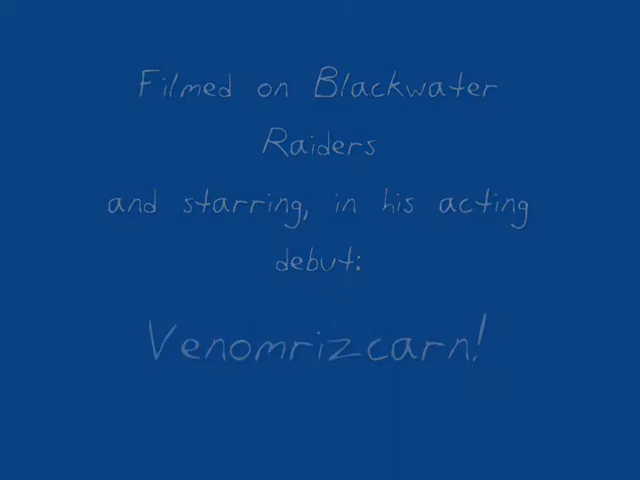 Filmed on Blackwater
Raiders
and starring, in his acting
debut:
Venomrizcarn!